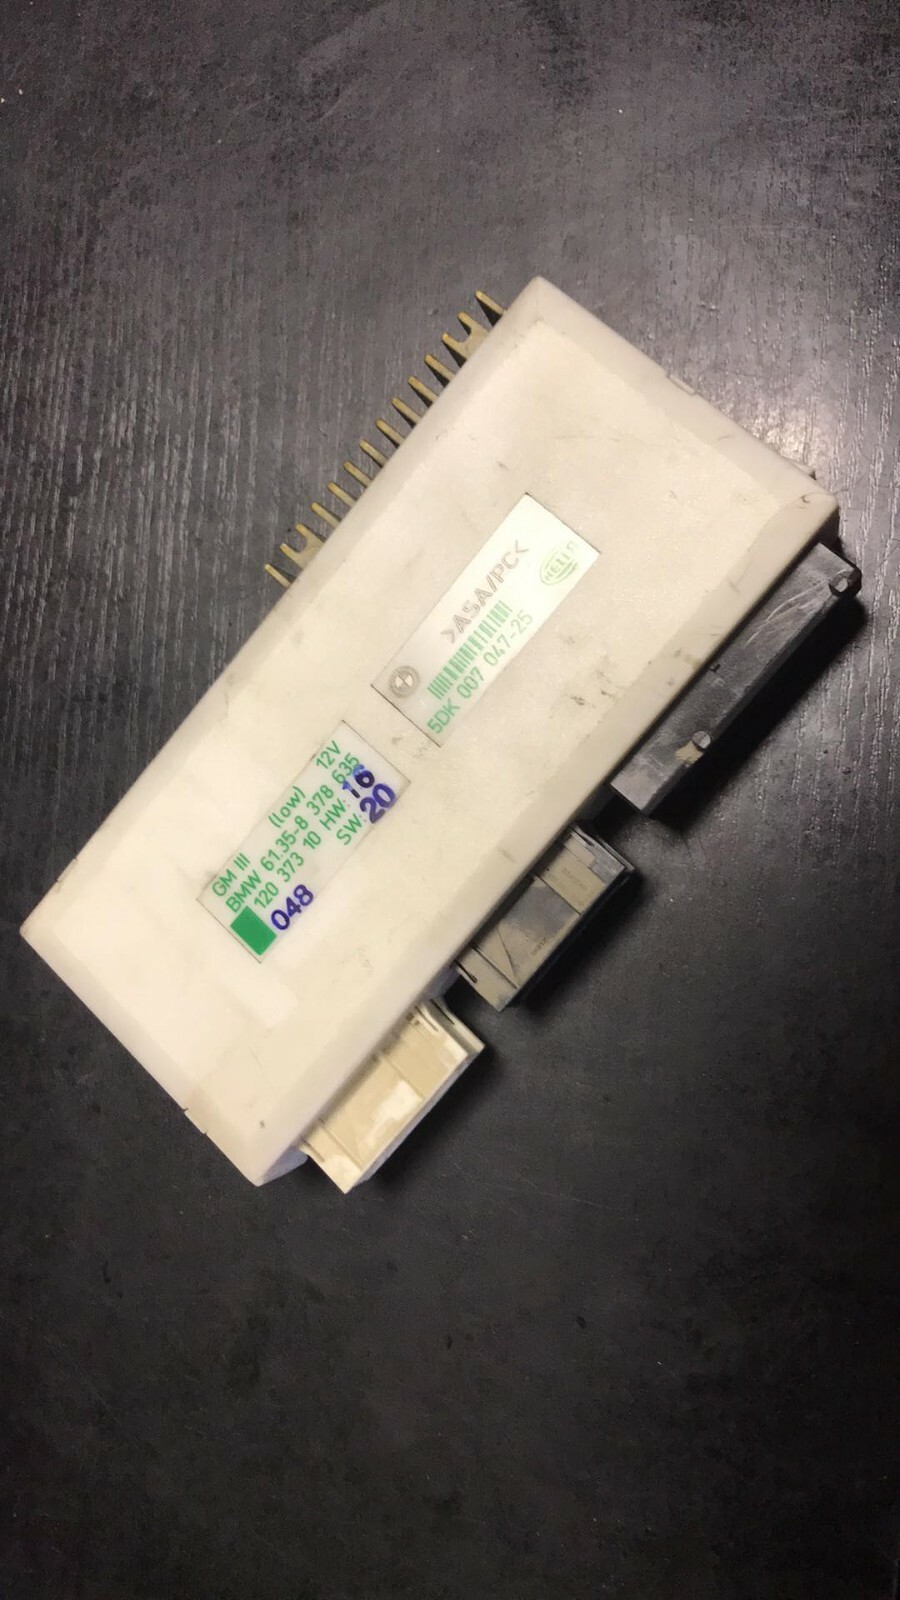 GM III (low) 12V
BMW 61.35-8 378 635
120 373 10 HW: 16
SW: 20
048
>ASA/PC<
HELLA
5DK 007 047-25